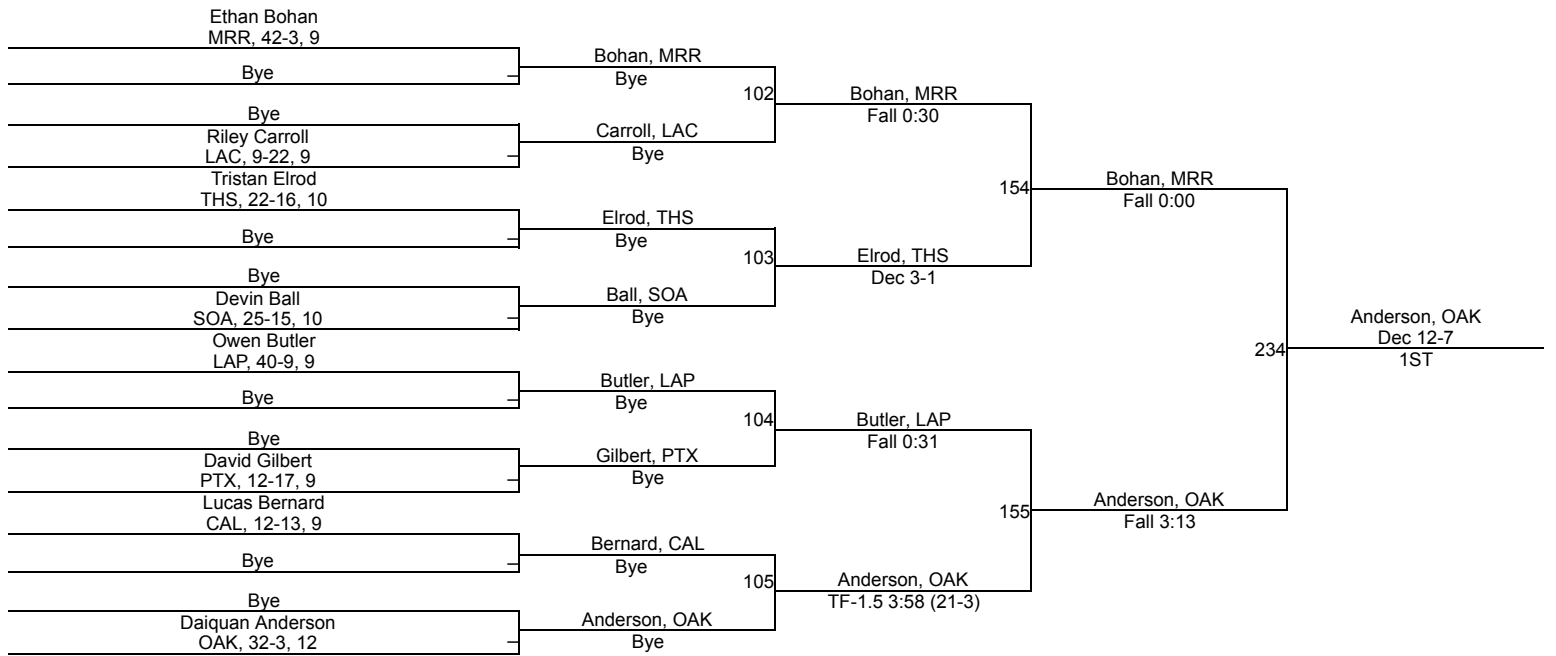 Ethan Bohan
MRR, 42-3, 9
Bye
Bye
Riley Carroll
LAC, 9-22, 9
Tristan Elrod
THS, 22-16, 10
Bye
Bye
Devin Ball
SOA, 25-15, 10
Owen Butler
LAP, 40-9, 9
Bye
Bye
David Gilbert
PTX, 12-17, 9
Lucas Bernard
CAL, 12-13, 9
Bye
Bye
Daiquan Anderson
OAK, 32-3, 12
Bohan, MRR
Bye
102
Carroll, LAC
Bye
Elrod, THS
Bye
103
Ball, SOA
Bye
Butler, LAP
Bye
104
Gilbert, PTX
Bye
Bernard, CAL
Bye
105
Anderson, OAK
Bye
Bohan, MRR
Fall 0:30
154
Elrod, THS
Dec 3-1
Butler, LAP
Fall 0:31
155
Anderson, OAK
TF-1.5 3:58 (21-3)
Bohan, MRR
Fall 0:00
234
Anderson, OAK
Fall 3:13
Anderson, OAK
Dec 12-7
1ST